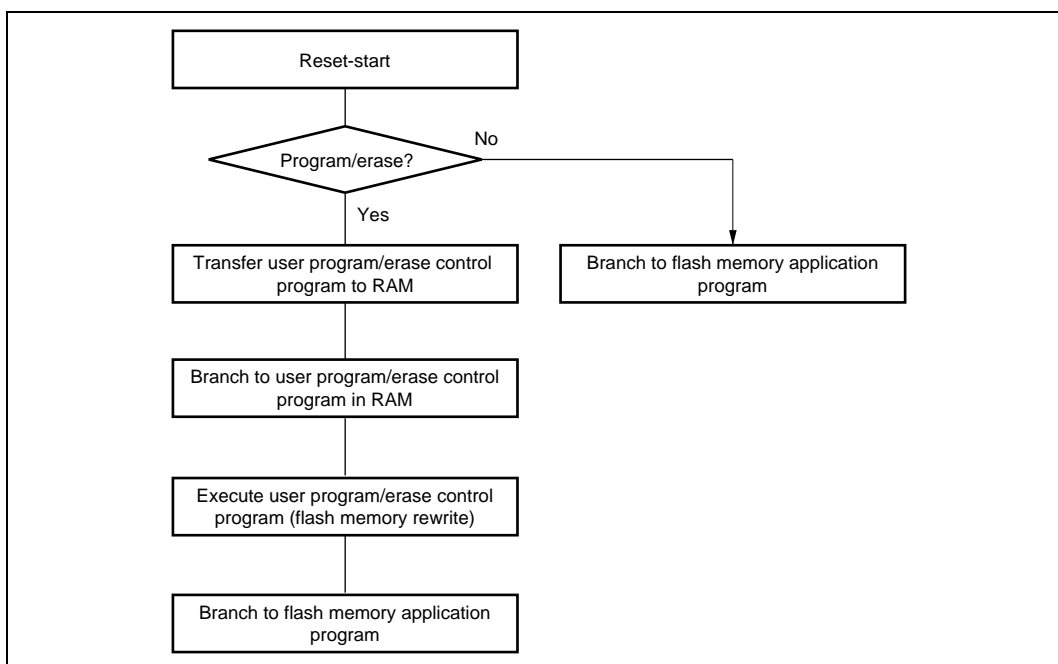 Reset-start
No
Program/erase?
Yes
Transfer user program/erase control
program to RAM
Branch to flash memory application
program
Branch to user program/erase control
program in RAM
Execute user program/erase control
program (flash memory rewrite)
Branch to flash memory application
program